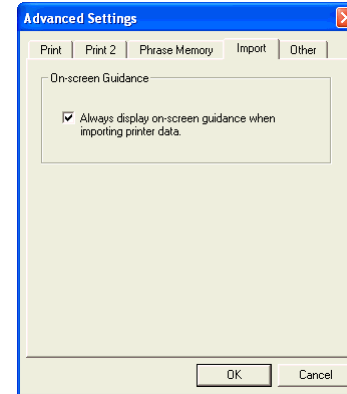 Advanced Settings
Print Print 2 Phrase Memory Import Other
On-screen Guidance
Always display on-screen guidance when
importing printer data.
OK Cancel